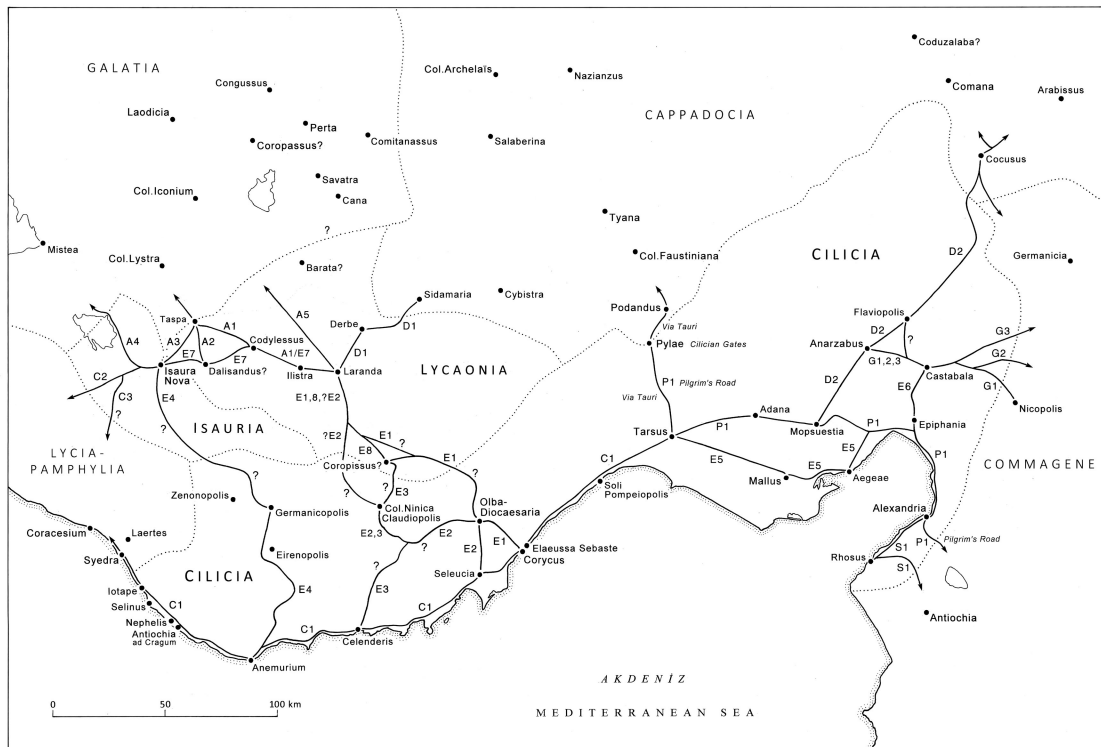 Coduzalaba?
GALATIA
Congussus
Col.Archelaïs
Nazianzus
Comana
Arabissus
Laodicia
Perta
CAPPADOCIA
Coropassus?
Comitanassus
Salaberina
Cocusus
Savatra
Col.Iconium
Cana
Tyana
?
Mistea
Col.Lystra
Barata?
Col.Faustiniana
CILICIA
D2
Germanicia
Sidamaria
Cybistra
A5
Podandus
Taspa
A1
Derbe
D1
Via Tauri
Flaviopolis
A4
A3
A2
Codylessus
D1
Pylae
Cilician Gates
Anarzabus
D2
?
G3
E7
E7
A1/E7
G1,2,3
G2
C2
Isaura
Nova
Dalisandus?
Ilistra
Laranda
LYCAONIA
P1
Pilgrim's Road
Castabala
G1
C3
E4
E1,8,?E2
Via Tauri
D2
E6
Nicopolis
?
ISAURIA
?
?E2
E1
Adana
P1
Epiphania
Tarsus
P1
Mopsuestia
LYCIA-
PAMPHYLIA
E8
?
E1
E5
E5
P1
COMMAGENE
Coropissus?
?
C1
E5
Mallus
Aegeae
Zenonopolis
?
?
?
E3
Soli
Pompeiopolis
Germanicopolis
Col.Ninica
Claudiopolis
Olba-
Diocaesaria
Alexandria
Coracesium
Laertes
E2,3
?
E2
E1
P1
Pilgrim's Road
Syedra
Eirenopolis
E2
Elaeussa Sebaste
Corycus
Rhosus
S1
S1
CILICIA
?
Seleucia
Iotape
E4
E3
Selinus
C1
C1
Nephelis
Antiochia
Antiochia
ad Cragum
C1
Celenderis
Anemurium
AKDENİZ
0
50
100 km
MEDITERRANEAN SEA